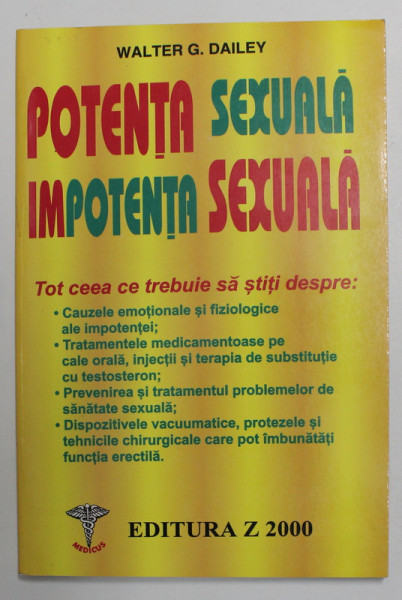 WALTER G. DAILEY
POTENȚA SEXUALĂ
IMPOTENȚA SEXUALĂ
Tot ceea ce trebuie să știți despre:
• Cauzele emoționale și fiziologice
ale impotenței;
• Tratamentele medicamentoase pe
cale orală, injecții și terapia de substituție
cu testosteron;
• Prevenirea și tratamentul problemelor de
sănătate sexuală;
• Dispozitivele vacuumatice, protezele și
tehnicile chirurgicale care pot îmbunătăți
funcția erectilă.
MEDICUS
EDITURA Z 2000